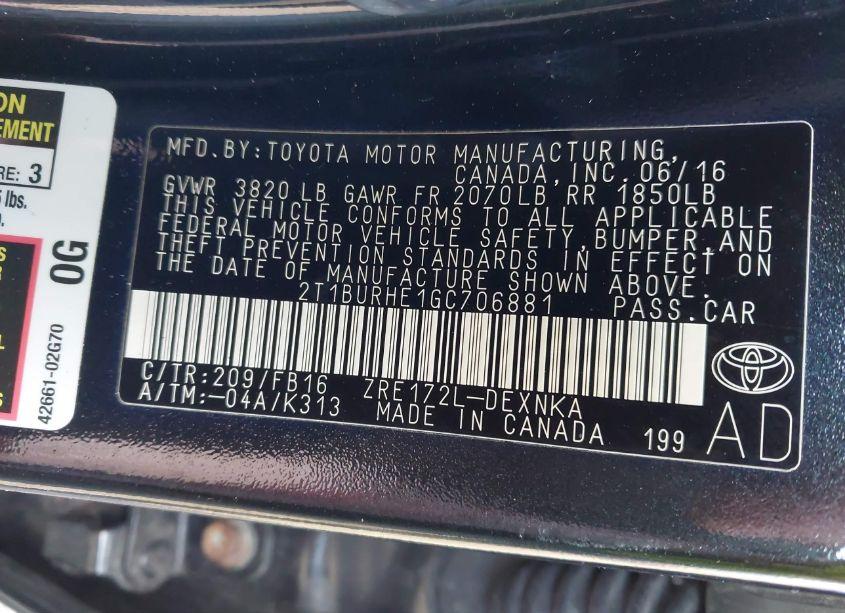 ON
EMENT
RE: 3
5 lbs.
0G
42661-02G70
MFD.BY:TOYOTA MOTOR MANUFACTURING,
CANADA, INC. 06/16
GVWR 3820 LB GAWR FR 2070LB, RR 1850LB
THIS VEHICLE CONFORMS TO ALL APPLICABLE
FEDERAL MOTOR VEHICLE SAFETY, BUMPER, AND
THEFT PREVENTION STANDARDS IN EFFECT ON
THE DATE OF MANUFACTURE SHOWN ABOVE.
2T1BURHE1GC706881 PASS.CAR
C/TR:209/FB16 ZRE172L-DEXNKA
A/TM:-04A/K313 MADE IN CANADA 199
AD